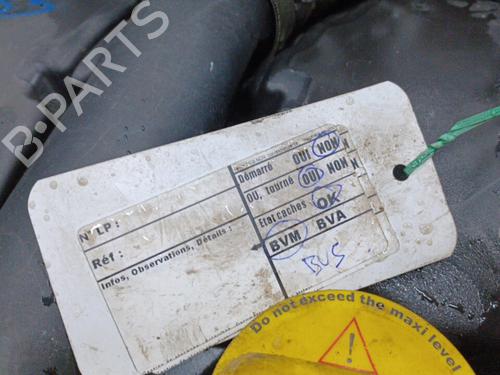 B-PARTS
N° LP :
Réf :
Infos, Observations, Détails :
Démarré OUI NON
OU, tourné OUI NON
Etat caches OK
BVM BVA
BUS
Do not exceed the maxi level